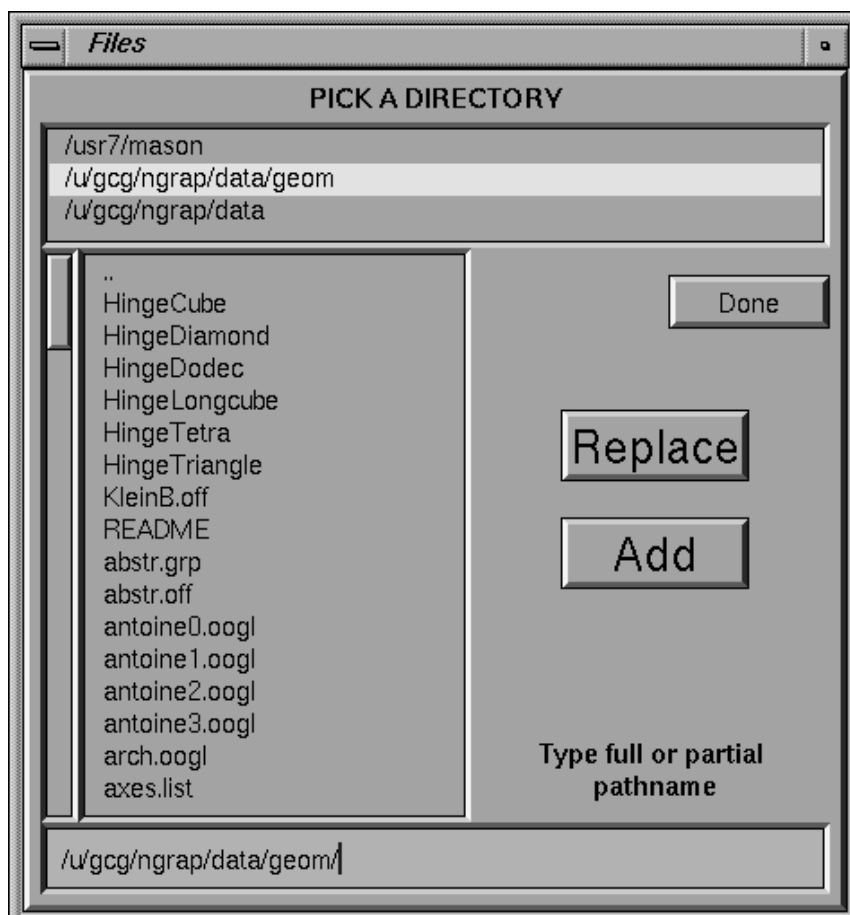 Files
PICK A DIRECTORY
/usr7/mason
/u/gcg/ngrap/data/geom
/u/gcg/ngrap/data
..
HingeCube
HingeDiamond
HingeDodec
HingeLongcube
HingeTetra
HingeTriangle
KleinB.off
README
abstr.grp
abstr.off
antoine0.oogl
antoine1.oogl
antoine2.oogl
antoine3.oogl
arch.oogl
axes.list
Done
Replace
Add
Type full or partial
pathname
/u/gcg/ngrap/data/geom/